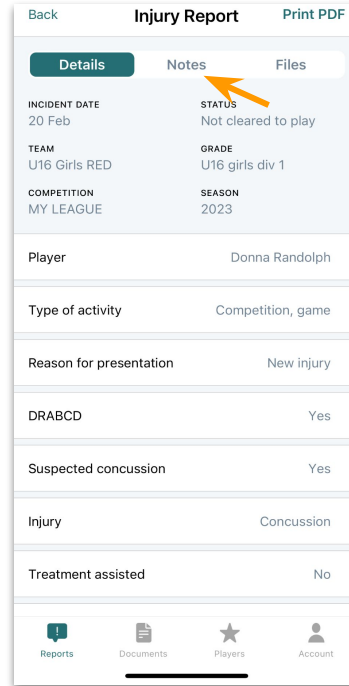 Back Injury Report Print PDF
Details Notes Files
INCIDENT DATE STATUS
20 Feb Not cleared to play
TEAM GRADE
U16 Girls RED U16 girls div 1
COMPETITION SEASON
MY LEAGUE 2023
Player Donna Randolph
Type of activity Competition, game
Reason for presentation New injury
DRABCD Yes
Suspected concussion Yes
Injury Concussion
Treatment assisted No
Reports Documents Players Account